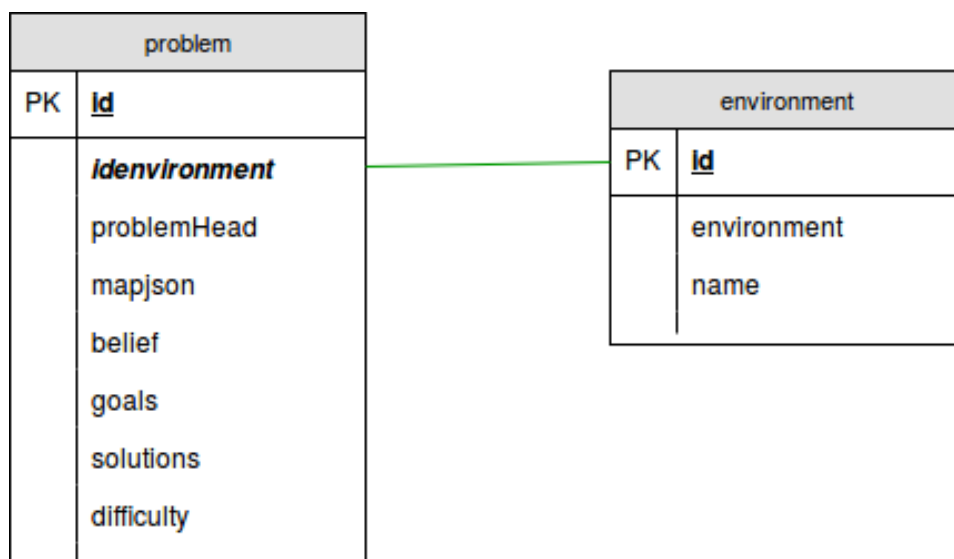 problem
PK id
idenvironment
problemHead
mapjson
belief
goals
solutions
difficulty
environment
PK id
environment
name